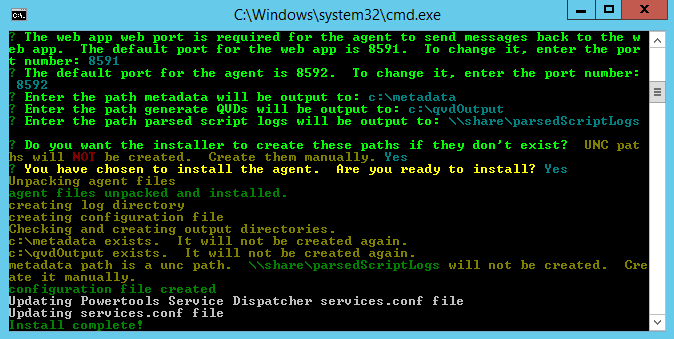 C:\Windows\system32\cmd.exe
? The web app web port is required for the agent to send messages back to the w
eb app.  The default port for the web app is 8591.  To change it, enter the por
t number: 8591
? The default port for the agent is 8592.  To change it, enter the port number:
 8592
? Enter the path metadata will be output to: c:\metadata
? Enter the path generate QVDs will be output to: c:\qvdOutput
? Enter the path parsed script logs will be output to: \\share\parsedScriptLogs
? Do you want the installer to create these paths if they don't exist?  UNC pat
hs will NOT be created.  Create them manually. Yes
? You have chosen to install the agent.  Are you ready to install? Yes
Unpacking agent files
agent files unpacked and installed.
creating log directory
creating configuration file
Checking and creating output directories.
c:\metadata exists.  It will not be created again.
c:\qvdOutput exists.  It will not be created again.
metadata path is a unc path.  \\share\parsedScriptLogs will not be created.  Cre
ate it manually.
configuration file created
Updating Powertools Service Dispatcher services.conf file
Updating services.conf file
Install complete!